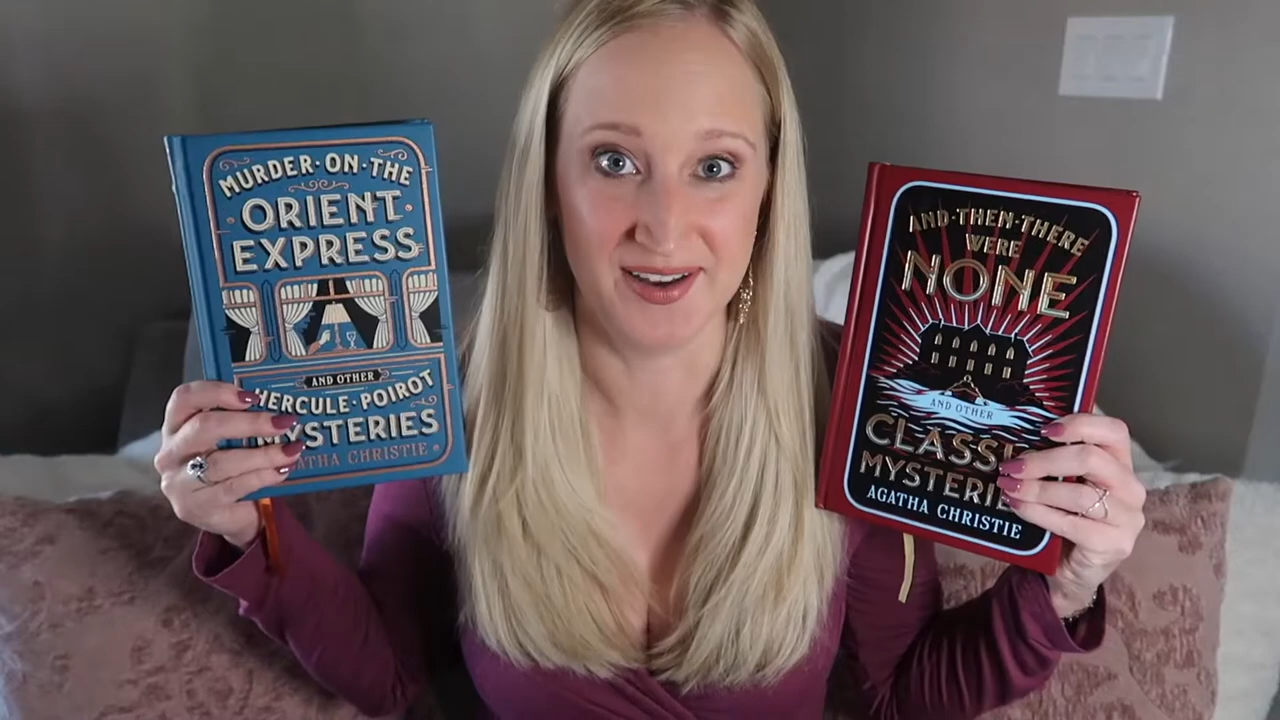 MURDER·ON·THE
ORIENT
EXPRESS
AND OTHER
HERCULE·POIROT
MYSTERIES
AGATHA CHRISTIE
AND·THEN·THERE
WERE
NONE
AND OTHER
CLASSIC
MYSTERIES
AGATHA CHRISTIE